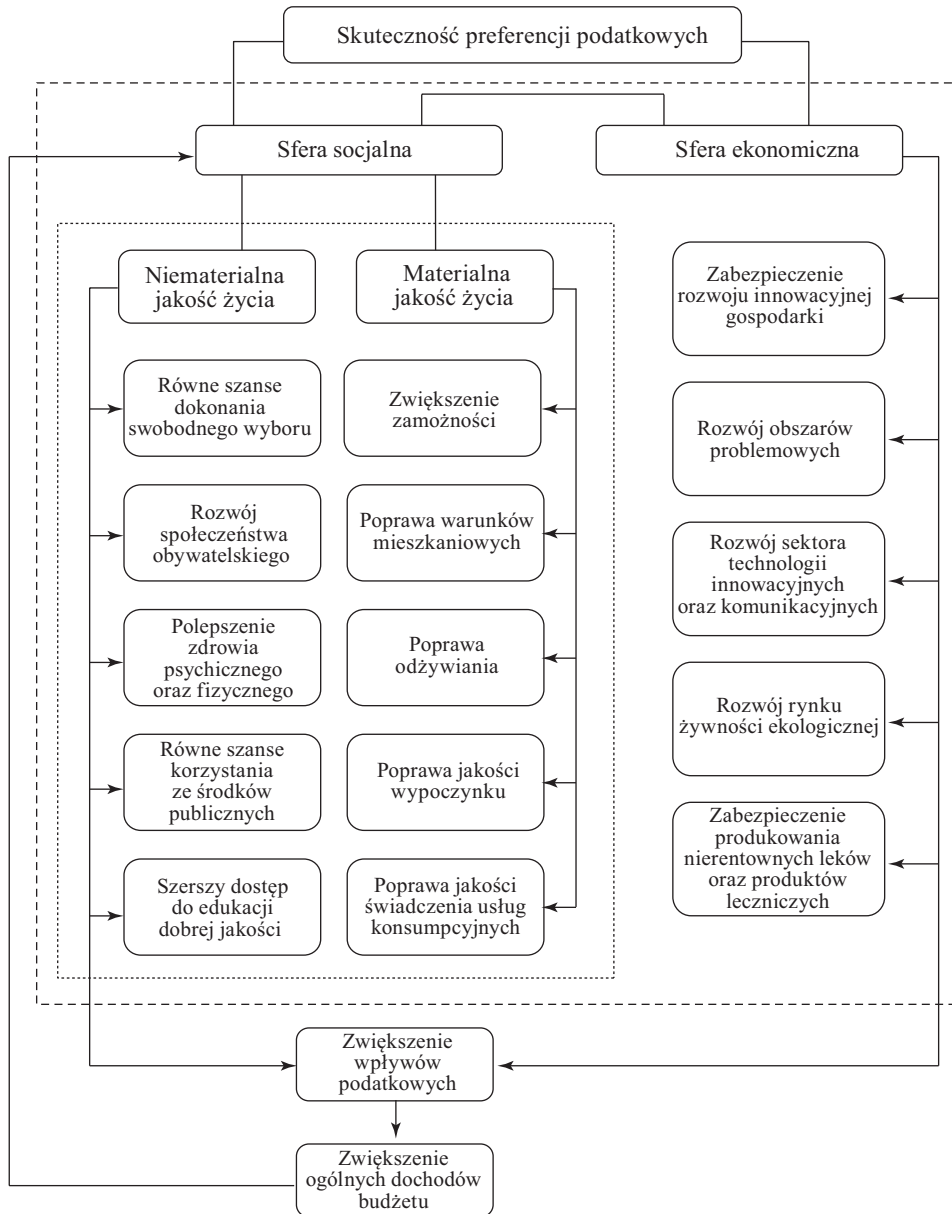 Skuteczność preferencji podatkowych
Sfera socjalna
Sfera ekonomiczna
Niematerialna
jakość życia
Materialna
jakość życia
Równe szanse
dokonania
swobodnego wyboru
Rozwój
społeczeństwa
obywatelskiego
Polepszenie
zdrowia
psychicznego
oraz fizycznego
Równe szanse
korzystania
ze środków
publicznych
Szerszy dostęp
do edukacji
dobrej jakości
Zwiększenie
zamożności
Poprawa warunków
mieszkaniowych
Poprawa
odżywiania
Poprawa jakości
wypoczynku
Poprawa jakości
świadczenia usług
konsumpcyjnych
Zabezpieczenie
rozwoju innowacyjnej
gospodarki
Rozwój obszarów
problemowych
Rozwój sektora
technologii
innowacyjnych
oraz komunikacyjnych
Rozwój rynku
żywności ekologicznej
Zabezpieczenie
produkowania
nierentownych leków
oraz produktów
leczniczych
Zwiększenie
wpływów
podatkowych
Zwiększenie
ogólnych dochodów
budżetu